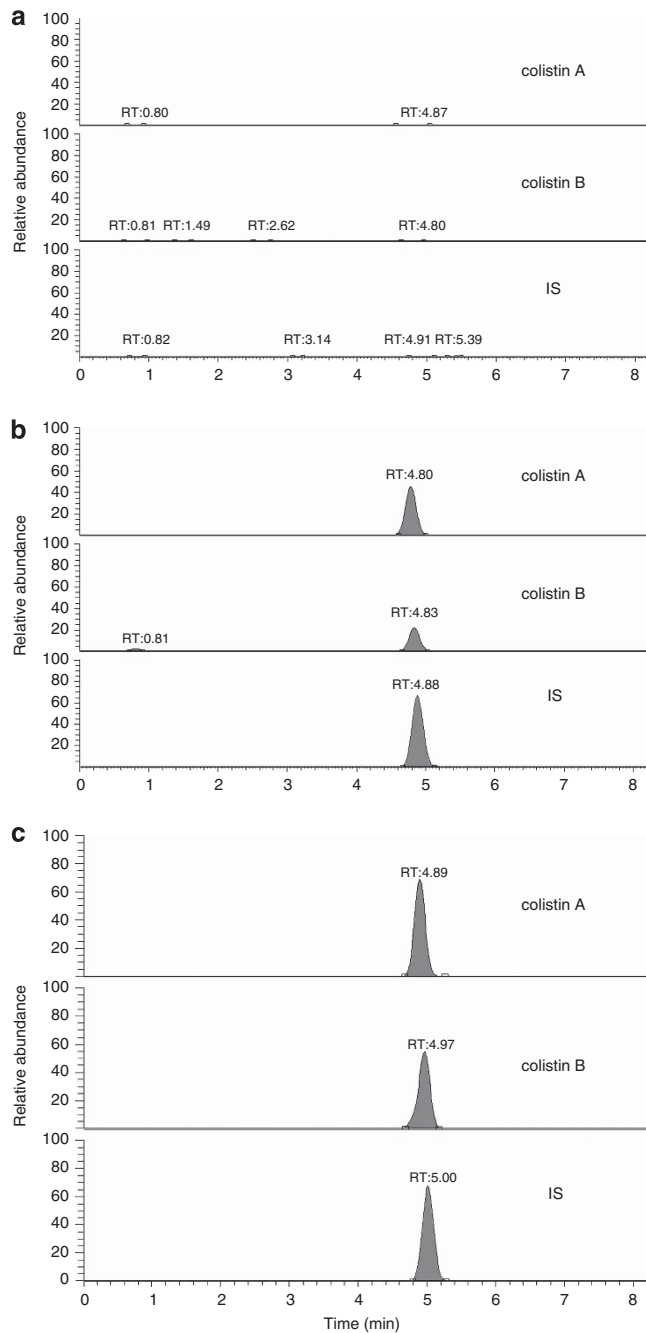 a
Relative abundance
100
80
60
40
20
RT:0.80
RT:4.87
colistin A
100
80
60
40
20
RT:0.81
RT:1.49
RT:2.62
RT:4.80
colistin B
100
80
60
40
20
RT:0.82
RT:3.14
RT:4.91
RT:5.39
IS
0 1 2 3 4 5 6 7 8
b
Relative abundance
100
80
60
40
20
RT:4.80
colistin A
100
80
60
40
20
RT:0.81
RT:4.83
colistin B
100
80
60
40
20
RT:4.88
IS
0 1 2 3 4 5 6 7 8
c
Relative abundance
100
80
60
40
20
RT:4.89
colistin A
100
80
60
40
20
RT:4.97
colistin B
100
80
60
40
20
0
RT:5.00
IS
0 1 2 3 4 5 6 7 8
Time (min)